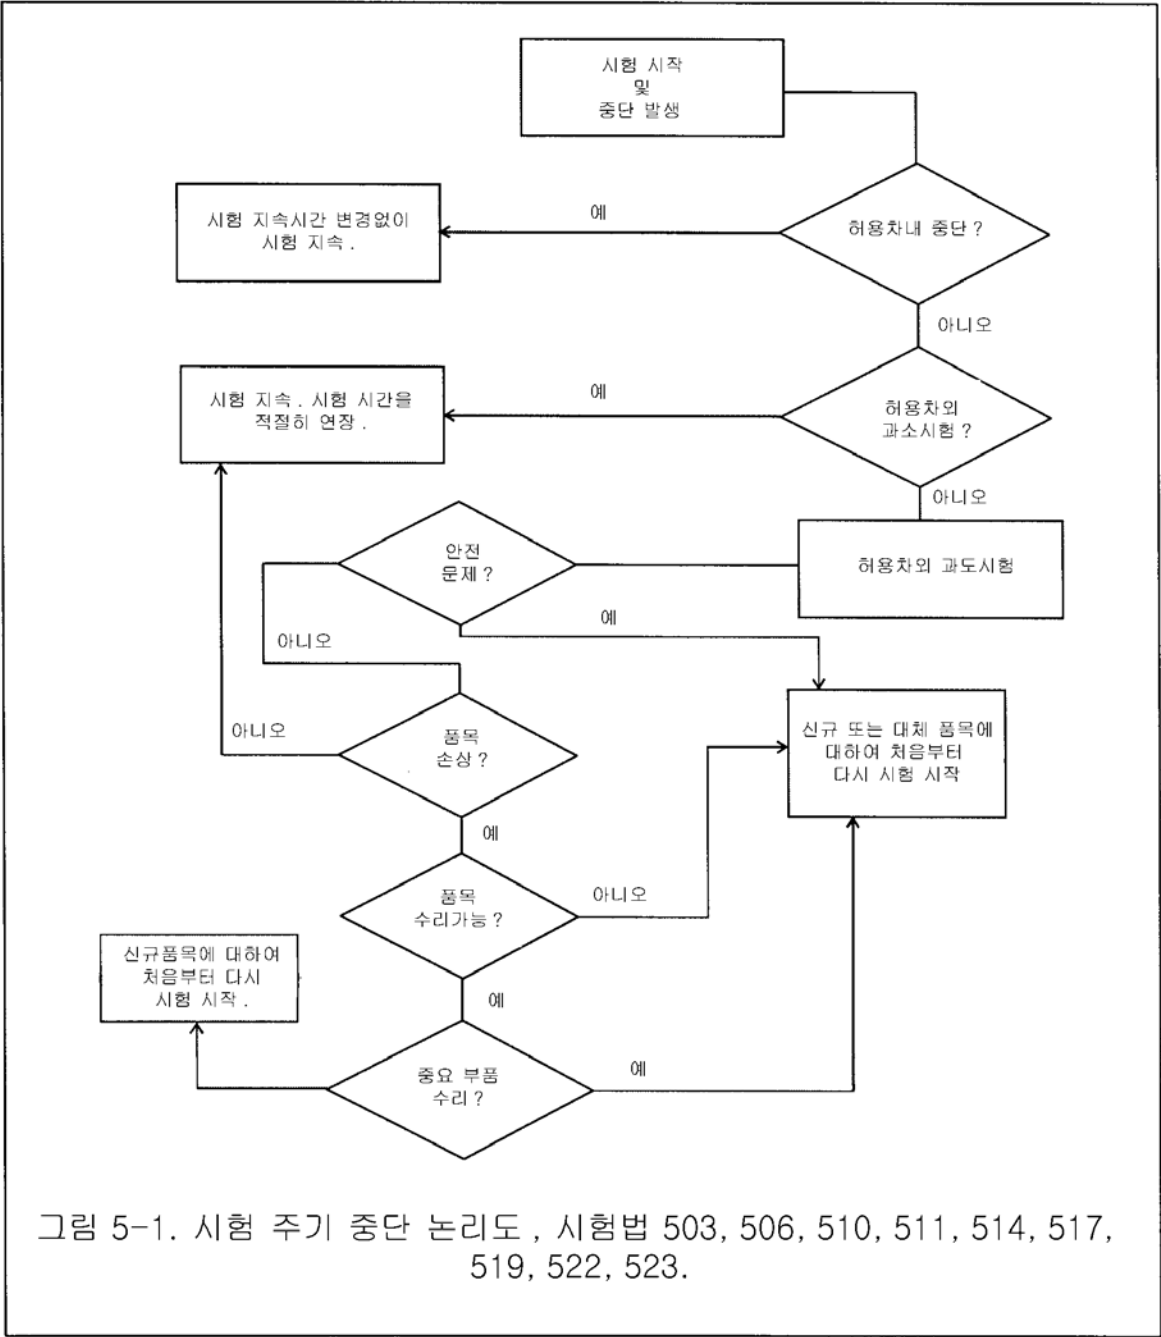 시험 시작
및
중단 발생
허용차내 중단?
예
시험 지속시간 변경없이
시험 지속.
아니오
허용차외
과소시험?
예
시험 지속. 시험 시간을
적절히 연장.
아니오
허용차외 과도시험
안전
문제?
예
아니오
품목
손상?
아니오
신규 또는 대체 품목에
대하여 처음부터
다시 시험 시작
예
품목
수리가능?
아니오
예
신규품목에 대하여
처음부터 다시
시험 시작.
중요 부품
수리?
예
그림 5-1. 시험 주기 중단 논리도, 시험법 503, 506, 510, 511, 514, 517,
519, 522, 523.